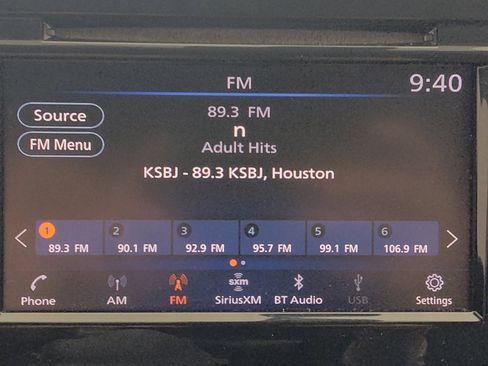 FM
9:40
Source
89.3 FM
n
FM Menu
Adult Hits
KSBJ - 89.3 KSBJ, Houston
1 2 3 4 5 6
89.3 FM 90.1 FM 92.9 FM 95.7 FM 99.1 FM 106.9 FM
sxm
Phone AM FM SiriusXM BT Audio USB Settings